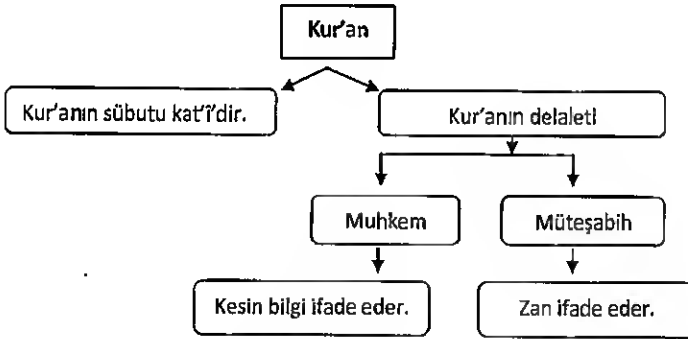 Kur'an
Kur'anın sübutu kat'î'dir.
Kur'anın delaleti
Muhkem
Müteşabih
Kesin bilgi ifade eder.
Zan ifade eder.